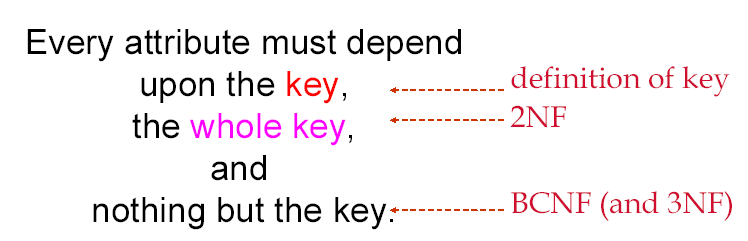 Every attribute must depend
upon the key,
definition of key
the whole key,
2NF
and
nothing but the key.
BCNF (and 3NF)